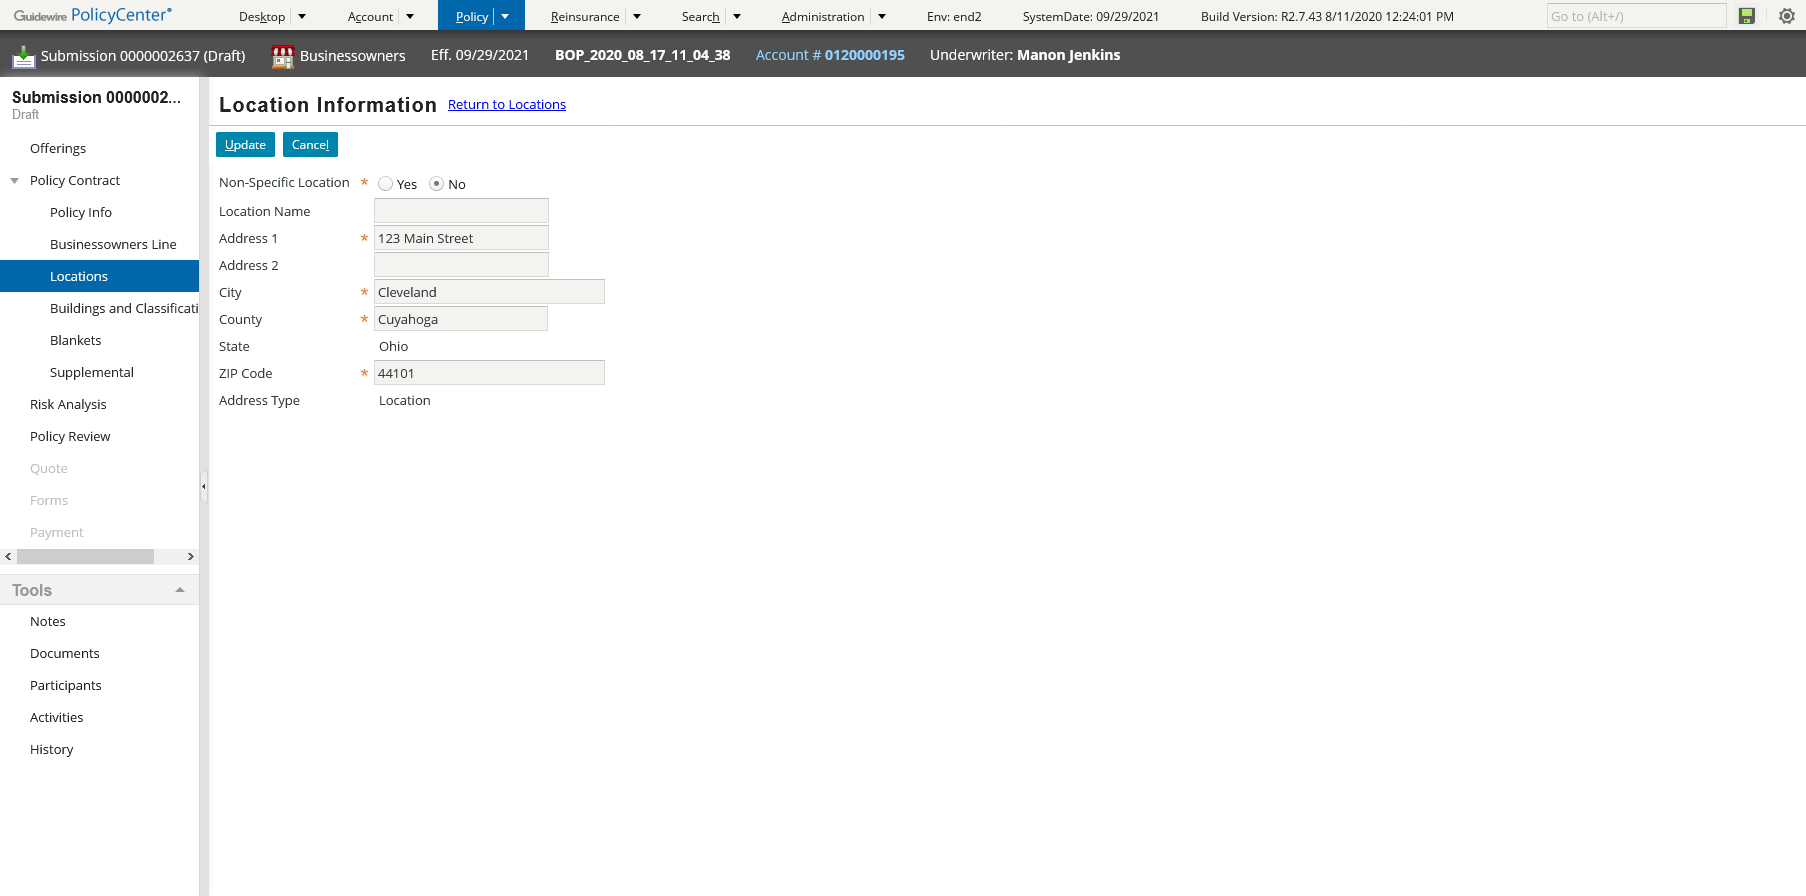 Guidewire PolicyCenter
Desktop
Account
Policy
Reinsurance
Search
Administration
Env: end2
SystemDate: 09/29/2021
Build Version: R2.7.43 8/11/2020 12:24:01 PM
Go to (Alt+/)
Submission 0000002637 (Draft)
Businessowners
Eff. 09/29/2021
BOP_2020_08_17_11_04_38
Account # 0120000195
Underwriter: Manon Jenkins
Submission 0000002...
Draft
Offerings
Policy Contract
Policy Info
Businessowners Line
Locations
Buildings and Classificati
Blankets
Supplemental
Risk Analysis
Policy Review
Quote
Forms
Payment
Tools
Notes
Documents
Participants
Activities
History
Location Information Return to Locations
Update Cancel
Non-Specific Location * Yes No
Location Name
Address 1 * 123 Main Street
Address 2
City * Cleveland
County * Cuyahoga
State Ohio
ZIP Code * 44101
Address Type Location